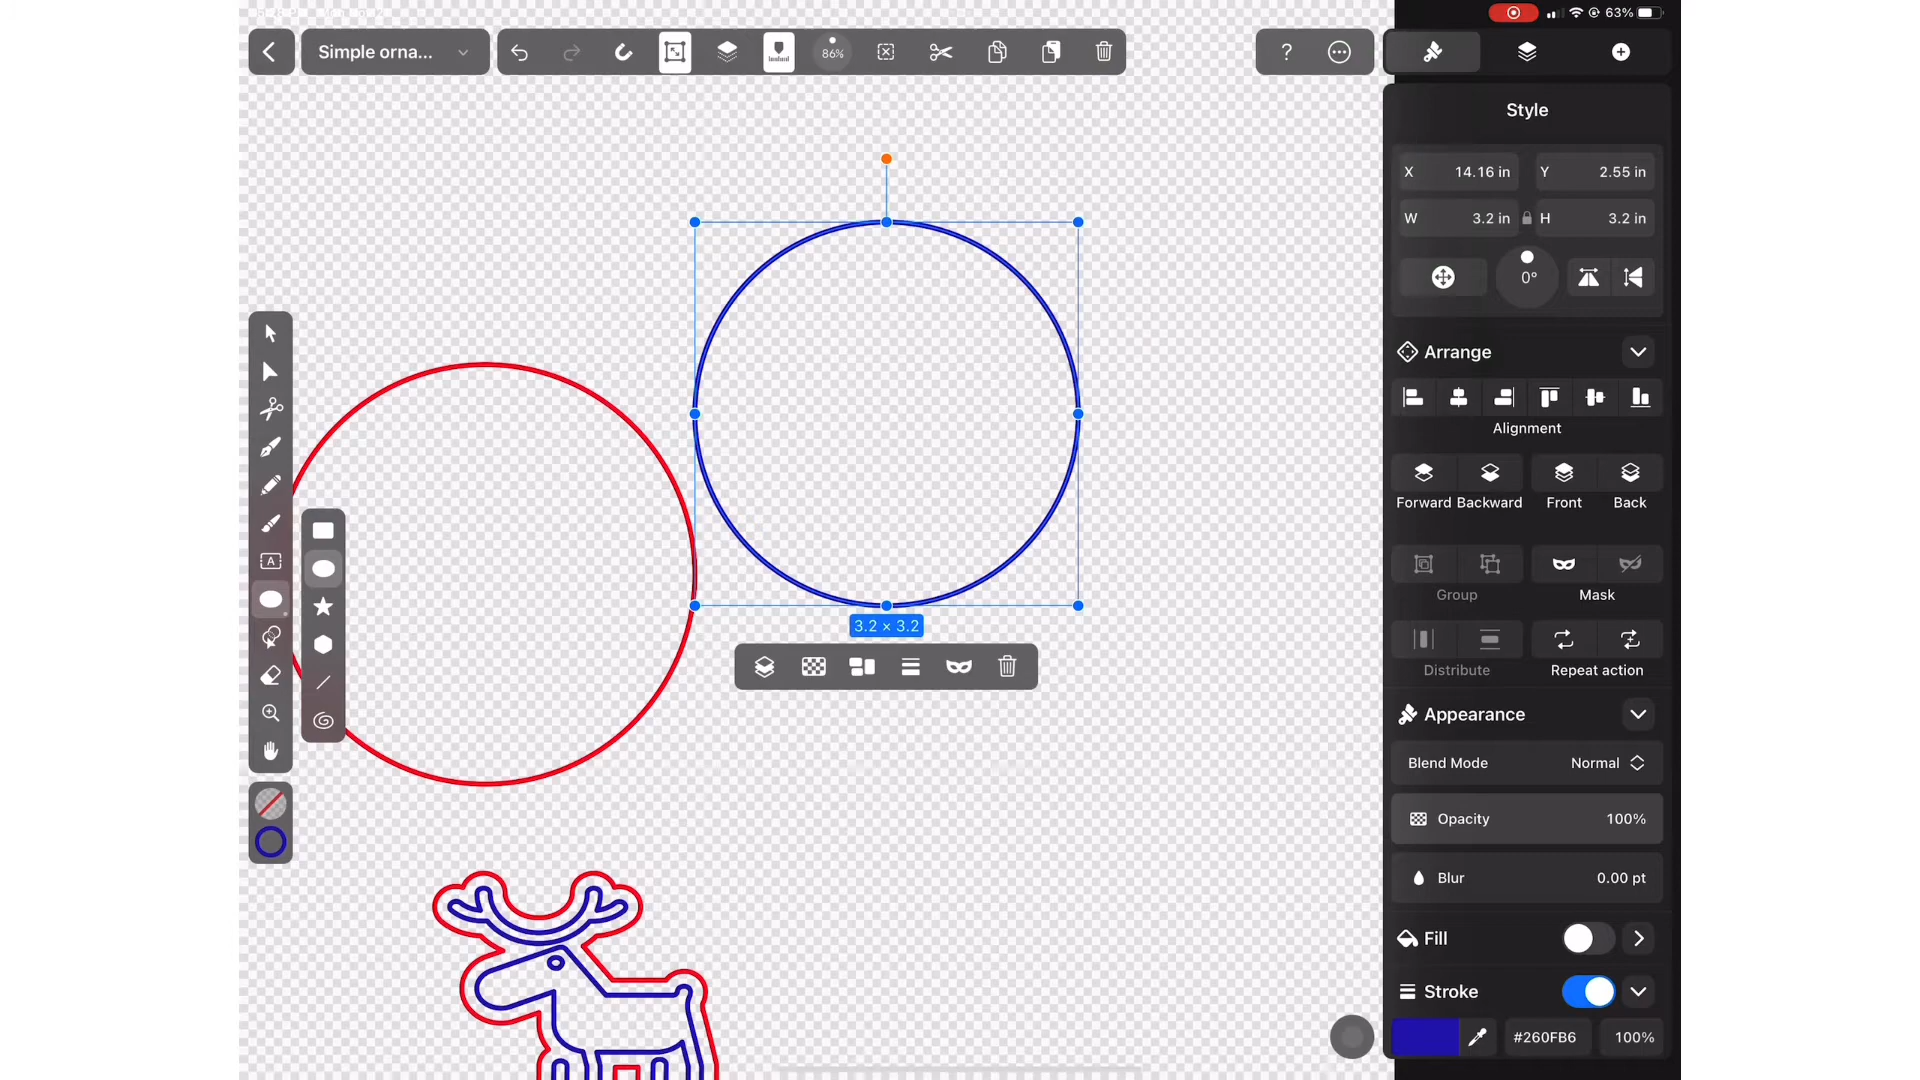 63%
Simple orna...
86%
?
Style
X 14.16 in Y 2.55 in
W 3.2 in H 3.2 in
0°
Arrange
Alignment
Forward Backward Front Back
Group Mask
Distribute Repeat action
3.2 × 3.2
A
Appearance
Blend Mode Normal
Opacity 100%
Blur 0.00 pt
Fill
Stroke
#260FB6 100%